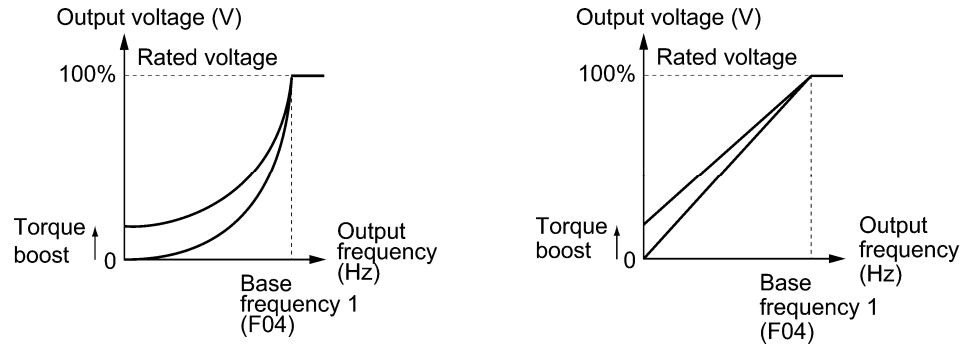 Output voltage (V)
Rated voltage
100%
Torque
boost
0
Output
frequency
(Hz)
Base
frequency 1
(F04)
Output voltage (V)
Rated voltage
100%
Torque
boost
0
Output
frequency
(Hz)
Base
frequency 1
(F04)